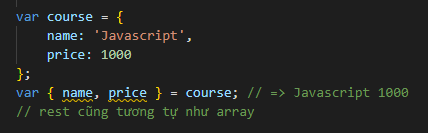 var course = {
    name: 'Javascript',
    price: 1000
};
var { name, price } = course; // => Javascript 1000
// rest cũng tương tự như array